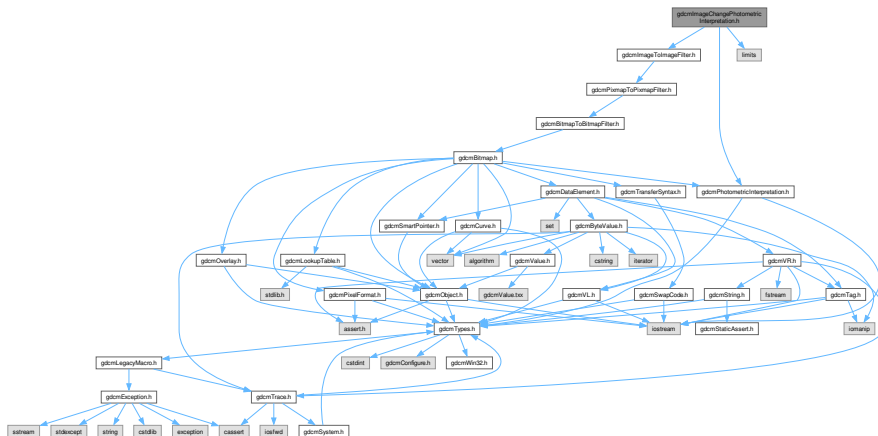 gdcmImageChangePhotometric
Interpretation.h
gdcmImageToImageFilter.h
limits
gdcmPixmapToPixmapFilter.h
gdcmBitmapToBitmapFilter.h
gdcmBitmap.h
gdcmDataElement.h
gdcmTransferSyntax.h
gdcmPhotometricInterpretation.h
gdcmSmartPointer.h
gdcmCurve.h
set
gdcmByteValue.h
gdcmOverlay.h
gdcmLookupTable.h
vector
algorithm
gdcmValue.h
cstring
iterator
gdcmVR.h
stdlib.h
gdcmPixelFormat.h
gdcmObject.h
gdcmValue.txx
gdcmVL.h
gdcmSwapCode.h
gdcmString.h
fstream
gdcmTag.h
assert.h
gdcmTypes.h
iostream
gdcmStaticAssert.h
iomanip
gdcmLegacyMacro.h
cstdint
gdcmConfigure.h
gdcmWin32.h
gdcmException.h
gdcmTrace.h
sstream
stdexcept
string
cstdlib
exception
cassert
iosfwd
gdcmSystem.h